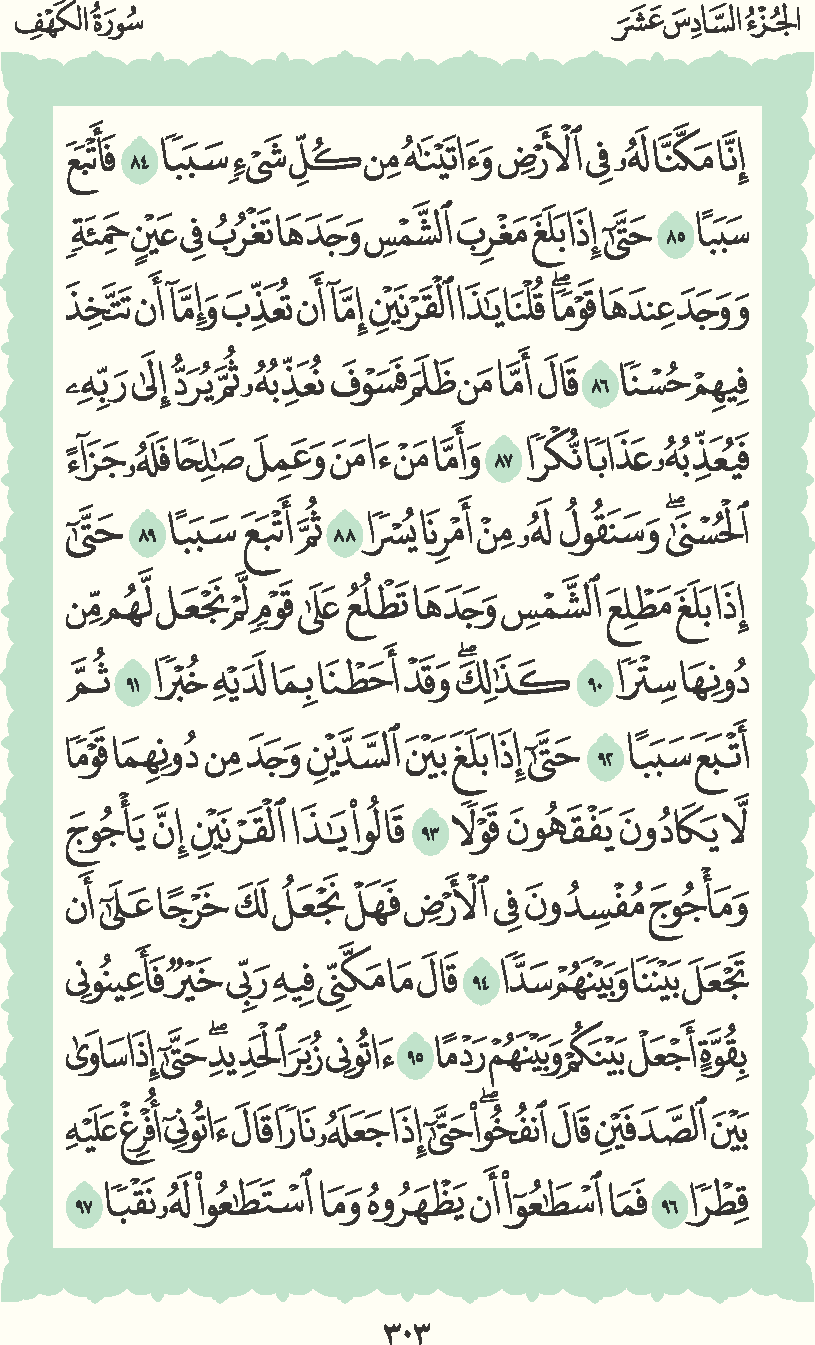 الجُزْءُ السَّادِسَ عَشَرَ
سُورَةُ الكَهْفِ
إِنَّا مَكَّنَّا لَهُۥ فِى ٱلْأَرْضِ وَءَاتَيْنَٰهُ مِن كُلِّ شَىْءٍ سَبَبًا ٨٤ فَأَتْبَعَ
سَبَبًا ٨٥ حَتَّىٰٓ إِذَا بَلَغَ مَغْرِبَ ٱلشَّمْسِ وَجَدَهَا تَغْرُبُ فِى عَيْنٍ حَمِئَةٍ
وَوَجَدَ عِندَهَا قَوْمًا ۖ قُلْنَا يَٰذَا ٱلْقَرْنَيْنِ إِمَّآ أَن تُعَذِّبَ وَإِمَّآ أَن تَتَّخِذَ
فِيهِمْ حُسْنًا ٨٦ قَالَ أَمَّا مَن ظَلَمَ فَسَوْفَ نُعَذِّبُهُۥ ثُمَّ يُرَدُّ إِلَىٰ رَبِّهِۦ
فَيُعَذِّبُهُۥ عَذَابًا نُّكْرًا ٨٧ وَأَمَّا مَنْ ءَامَنَ وَعَمِلَ صَٰلِحًا فَلَهُۥ جَزَآءً
ٱلْحُسْنَىٰ ۖ وَسَنَقُولُ لَهُۥ مِنْ أَمْرِنَا يُسْرًا ٨٨ ثُمَّ أَتْبَعَ سَبَبًا ٨٩ حَتَّىٰٓ
إِذَا بَلَغَ مَطْلِعَ ٱلشَّمْسِ وَجَدَهَا تَطْلُعُ عَلَىٰ قَوْمٍ لَّمْ نَجْعَل لَّهُم مِّن
دُونِهَا سِتْرًا ٩٠ كَذَٰلِكَ ۖ وَقَدْ أَحَطْنَا بِمَا لَدَيْهِ خُبْرًا ٩١ ثُمَّ
أَتْبَعَ سَبَبًا ٩٢ حَتَّىٰٓ إِذَا بَلَغَ بَيْنَ ٱلسَّدَّيْنِ وَجَدَ مِن دُونِهِمَا قَوْمًا
لَّا يَكَادُونَ يَفْقَهُونَ قَوْلًا ٩٣ قَالُوا۟ يَٰذَا ٱلْقَرْنَيْنِ إِنَّ يَأْجُوجَ
وَمَأْجُوجَ مُفْسِدُونَ فِى ٱلْأَرْضِ فَهَلْ نَجْعَلُ لَكَ خَرْجًا عَلَىٰٓ أَن
تَجْعَلَ بَيْنَنَا وَبَيْنَهُمْ سَدًّا ٩٤ قَالَ مَا مَكَّنِّى فِيهِ رَبِّى خَيْرٌ فَأَعِينُونِى
بِقُوَّةٍ أَجْعَلْ بَيْنَكُمْ وَبَيْنَهُمْ رَدْمًا ٩٥ ءَاتُونِى زُبَرَ ٱلْحَدِيدِ ۖ حَتَّىٰٓ إِذَا سَاوَىٰ
بَيْنَ ٱلصَّدَفَيْنِ قَالَ ٱنفُخُوا۟ ۖ حَتَّىٰٓ إِذَا جَعَلَهُۥ نَارًا قَالَ ءَاتُونِىٓ أُفْرِغْ عَلَيْهِ
قِطْرًا ٩٦ فَمَا ٱسْطَٰعُوٓا۟ أَن يَظْهَرُوهُ وَمَا ٱسْتَطَٰعُوا۟ لَهُۥ نَقْبًا ٩٧
٣٠٣